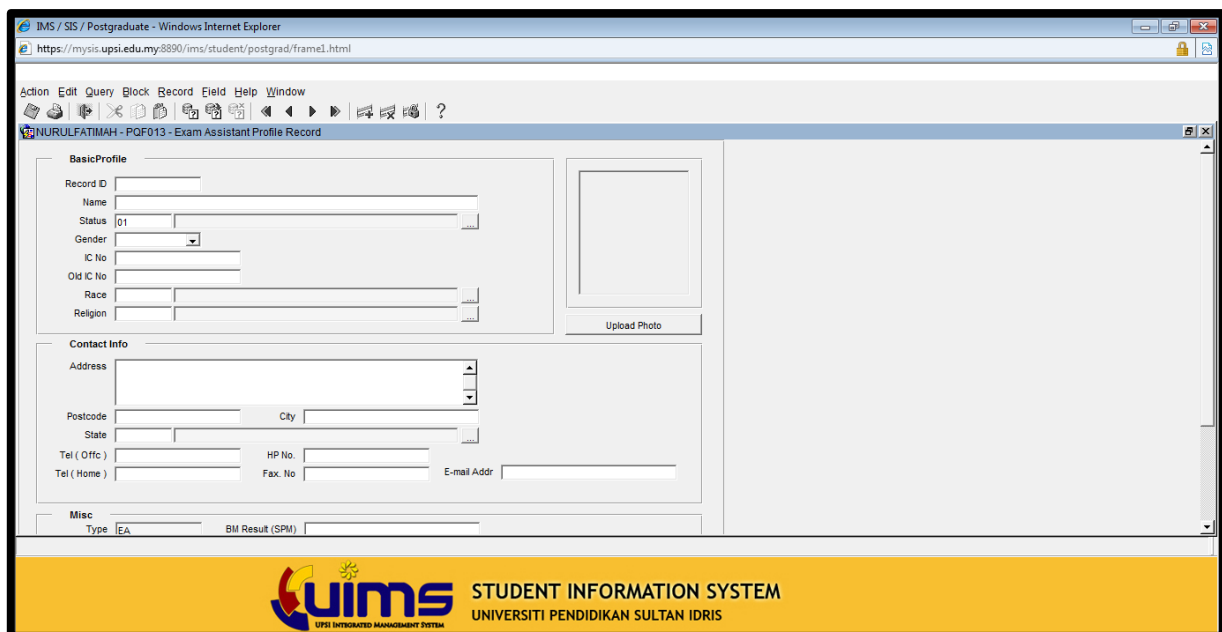 IMS / SIS / Postgraduate - Windows Internet Explorer
https://mysis.upsi.edu.my:8890/ims/student/postgrad/frame1.html
Action Edit Query Block Record Field Help Window
NURULFATIMAH - PQF013 - Exam Assistant Profile Record
BasicProfile
Record ID
Name
Status 01 ...
Gender
IC No
Old IC No
Race ...
Religion ...
Upload Photo
Contact Info
Address
Postcode City
State ...
Tel ( Offc ) HP No.
Tel ( Home ) Fax. No E-mail Addr
Misc
Type EA BM Result (SPM)
uims
UPSI INTEGRATED MANAGEMENT SYSTEM
STUDENT INFORMATION SYSTEM
UNIVERSITI PENDIDIKAN SULTAN IDRIS